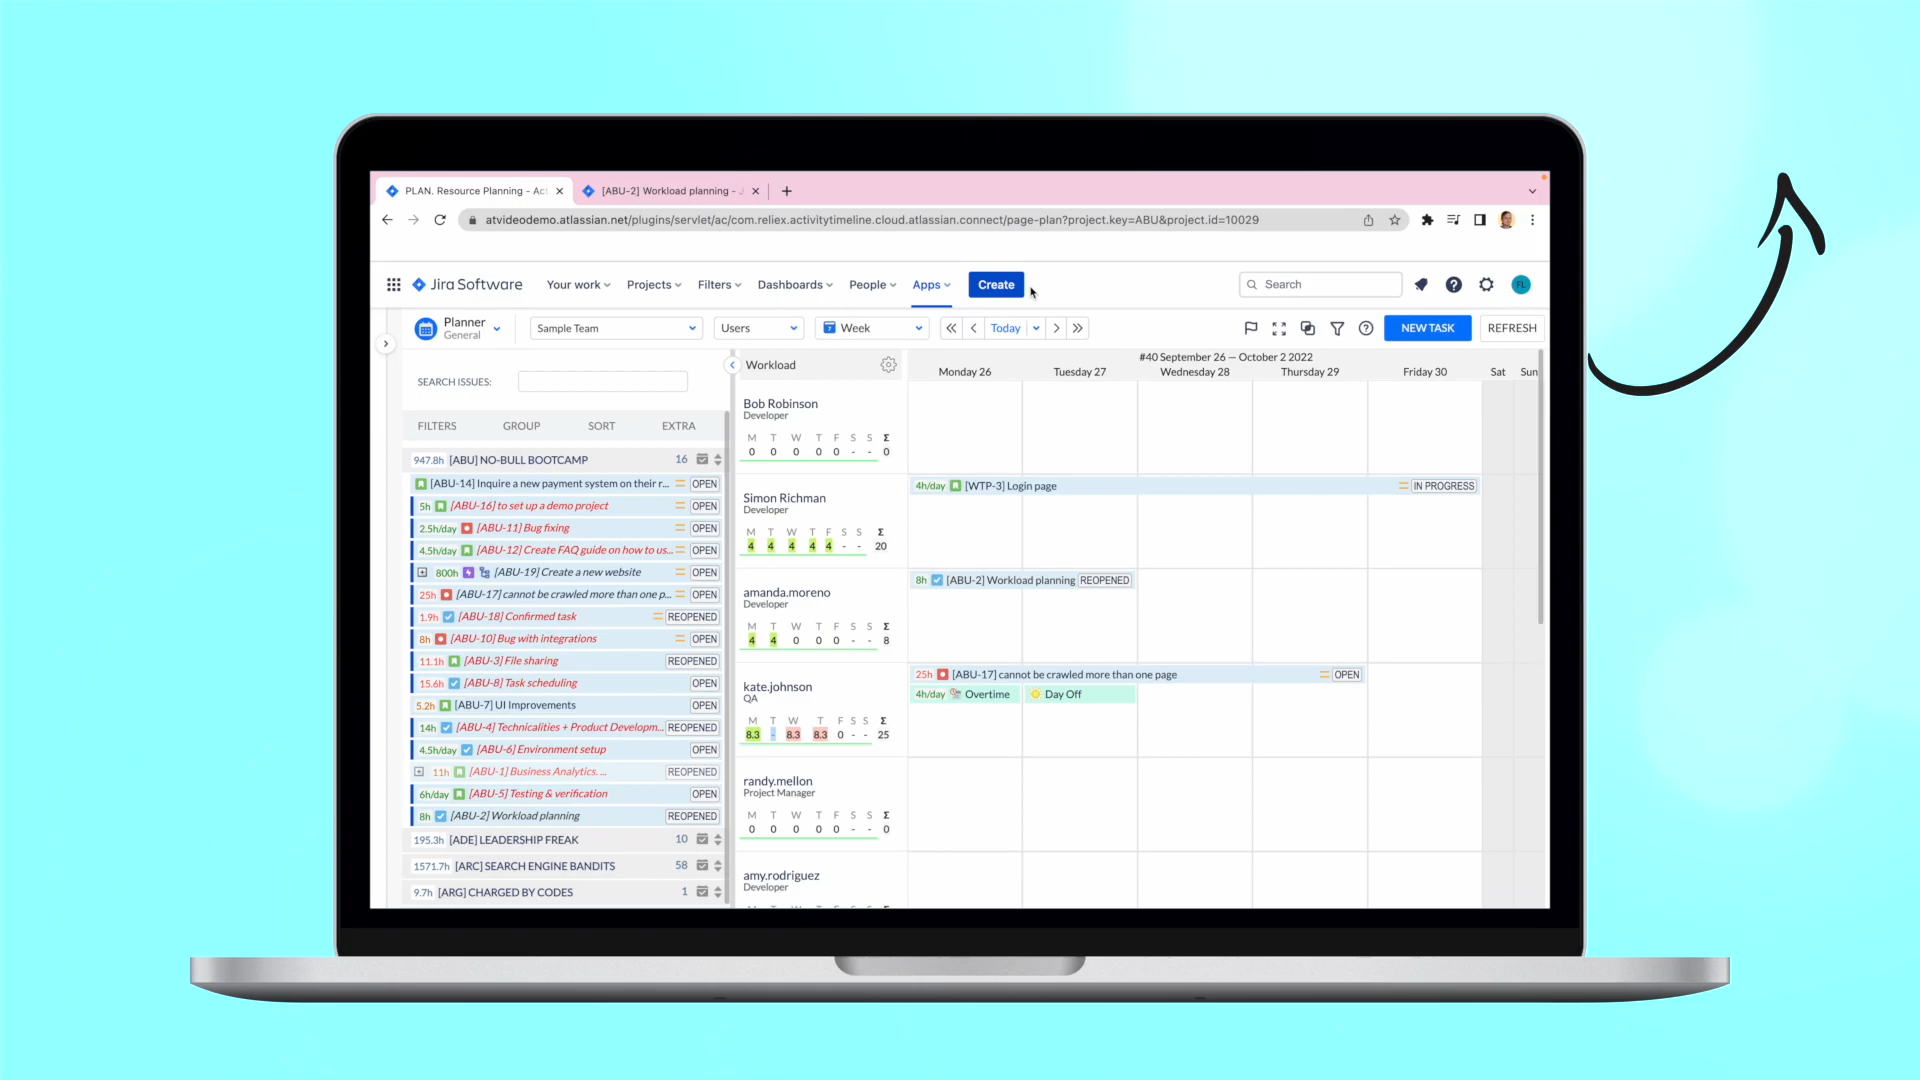 PLAN. Resource Planning - Act
[ABU-2] Workload planning - J
atvideodemo.atlassian.net/plugins/servlet/ac/com.reliex.activitytimeline.cloud.atlassian.connect/page-plan?project.key=ABU&project.id=10029
Jira Software
Your work
Projects
Filters
Dashboards
People
Apps
Create
Search
FL
Planner
General
Sample Team
Users
7
Week
Today
NEW TASK
REFRESH
SEARCH ISSUES:
FILTERS GROUP SORT EXTRA
947.8h [ABU] NO-BULL BOOTCAMP 16
[ABU-14] Inquire a new payment system on their r... OPEN
5h [ABU-16] to set up a demo project OPEN
2.5h/day [ABU-11] Bug fixing OPEN
4.5h/day [ABU-12] Create FAQ guide on how to us... OPEN
800h [ABU-19] Create a new website OPEN
25h [ABU-17] cannot be crawled more than one p... OPEN
1.9h [ABU-18] Confirmed task REOPENED
8h [ABU-10] Bug with integrations OPEN
11.1h [ABU-3] File sharing REOPENED
15.6h [ABU-8] Task scheduling OPEN
5.2h [ABU-7] UI Improvements OPEN
14h [ABU-4] Technicalities + Product Developm... REOPENED
4.5h/day [ABU-6] Environment setup OPEN
11h [ABU-1] Business Analytics. ... REOPENED
6h/day [ABU-5] Testing & verification OPEN
8h [ABU-2] Workload planning REOPENED
195.3h [ADE] LEADERSHIP FREAK 10
1571.7h [ARC] SEARCH ENGINE BANDITS 58
9.7h [ARG] CHARGED BY CODES 1
Workload
#40 September 26 — October 2 2022
Monday 26 Tuesday 27 Wednesday 28 Thursday 29 Friday 30 Sat Sun
Bob Robinson
Developer
M T W T F S S Σ
0 0 0 0 0 - - 0
Simon Richman
Developer
M T W T F S S Σ
4 4 4 4 4 - - 20
4h/day [WTP-3] Login page IN PROGRESS
amanda.moreno
Developer
M T W T F S S Σ
4 4 0 0 0 - - 8
8h [ABU-2] Workload planning REOPENED
kate.johnson
QA
M T W T F S S Σ
8.3 - 8.3 8.3 0 - - 25
25h [ABU-17] cannot be crawled more than one page OPEN
4h/day Overtime
Day Off
randy.mellon
Project Manager
M T W T F S S Σ
0 0 0 0 0 - - 0
amy.rodriguez
Developer